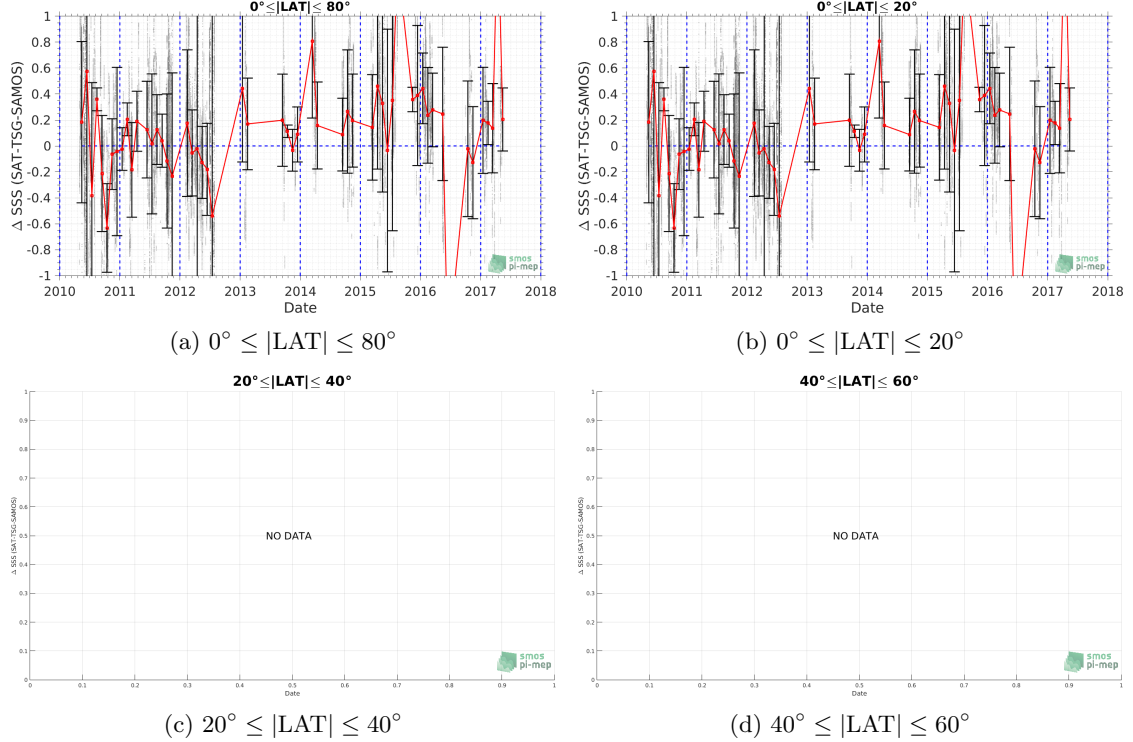 0°≤|LAT|≤ 80°
Δ SSS (SAT-TSG-SAMOS)
1
0.8
0.6
0.4
0.2
0
-0.2
-0.4
-0.6
-0.8
-1
2010 2011 2012 2013 2014 2015 2016 2017 2018
Date
smos
pi-mep
(a) 0° ≤ |LAT| ≤ 80°
0°≤|LAT|≤ 20°
Δ SSS (SAT-TSG-SAMOS)
1
0.8
0.6
0.4
0.2
0
-0.2
-0.4
-0.6
-0.8
-1
2010 2011 2012 2013 2014 2015 2016 2017 2018
Date
smos
pi-mep
(b) 0° ≤ |LAT| ≤ 20°
20°≤|LAT|≤ 40°
Δ SSS (SAT-TSG-SAMOS)
1
0.9
0.8
0.7
0.6
0.5
0.4
0.3
0.2
0.1
0
NO DATA
0 0.1 0.2 0.3 0.4 0.5 0.6 0.7 0.8 0.9 1
Date
smos
pi-mep
(c) 20° ≤ |LAT| ≤ 40°
40°≤|LAT|≤ 60°
Δ SSS (SAT-TSG-SAMOS)
1
0.9
0.8
0.7
0.6
0.5
0.4
0.3
0.2
0.1
0
NO DATA
0 0.1 0.2 0.3 0.4 0.5 0.6 0.7 0.8 0.9 1
Date
smos
pi-mep
(d) 40° ≤ |LAT| ≤ 60°